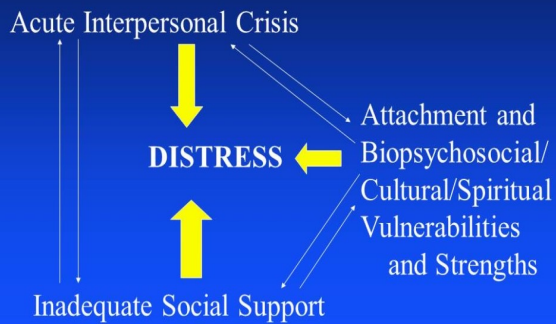 Acute Interpersonal Crisis
Attachment and
Biopsychosocial/
DISTRESS
Cultural/Spiritual
Vulnerabilities
and Strengths
Inadequate Social Support